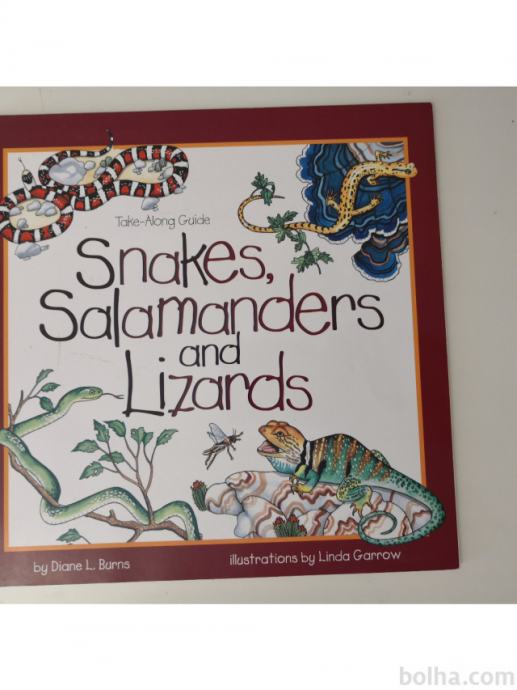 Take-Along Guide
Snakes,
Salamanders
and
Lizards
by Diane L. Burns
illustrations by Linda Garrow
bolha.com